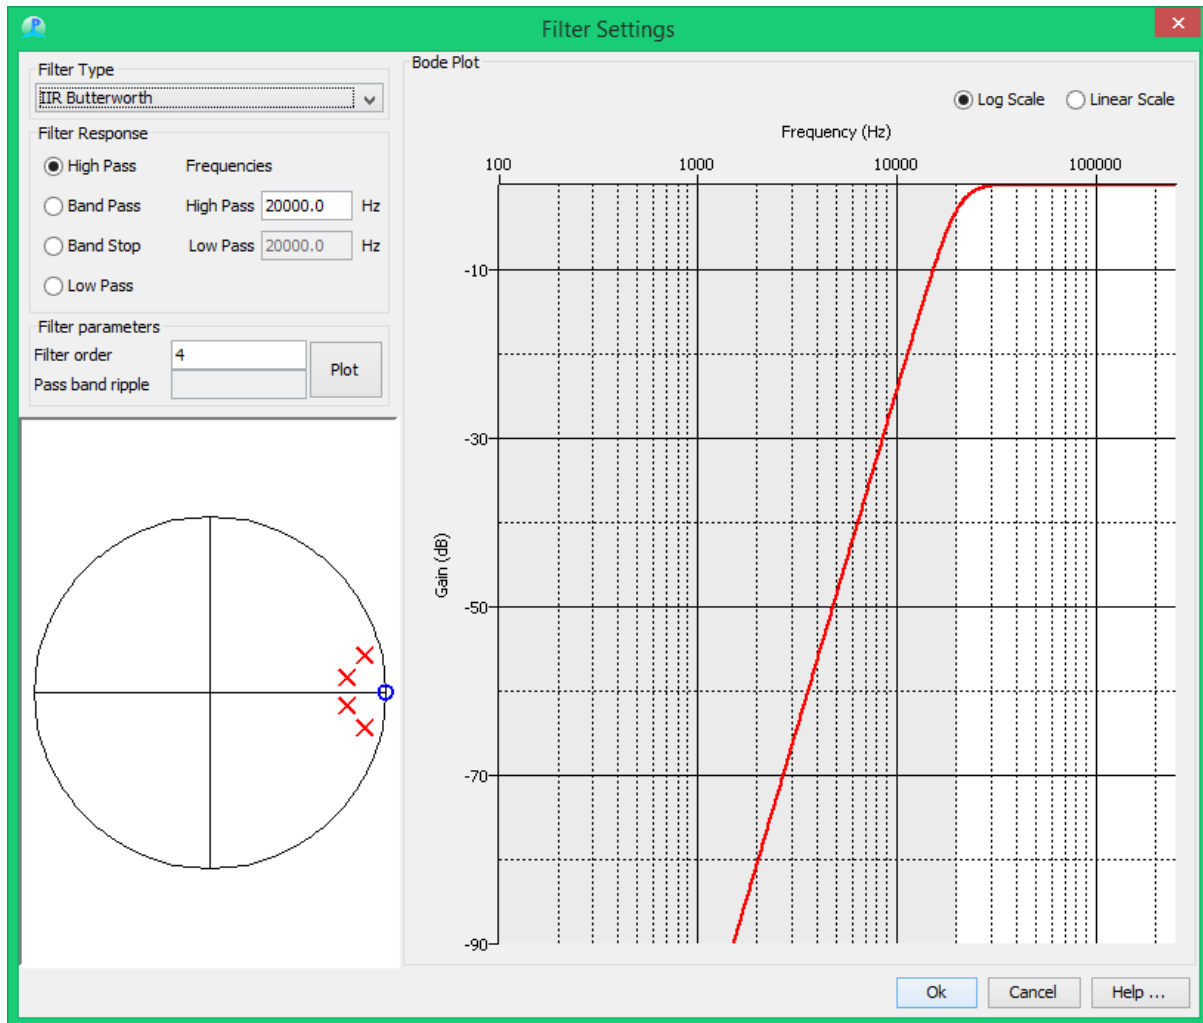 Filter Settings
Filter Type
IIR Butterworth
Filter Response
High Pass
Frequencies
Band Pass
High Pass 20000.0 Hz
Band Stop
Low Pass 20000.0 Hz
Low Pass
Filter parameters
Filter order 4
Pass band ripple
Plot
Bode Plot
Log Scale
Linear Scale
Frequency (Hz)
100 1000 10000 100000
-10
-30
-50
-70
-90
Gain (dB)
Ok
Cancel
Help ...